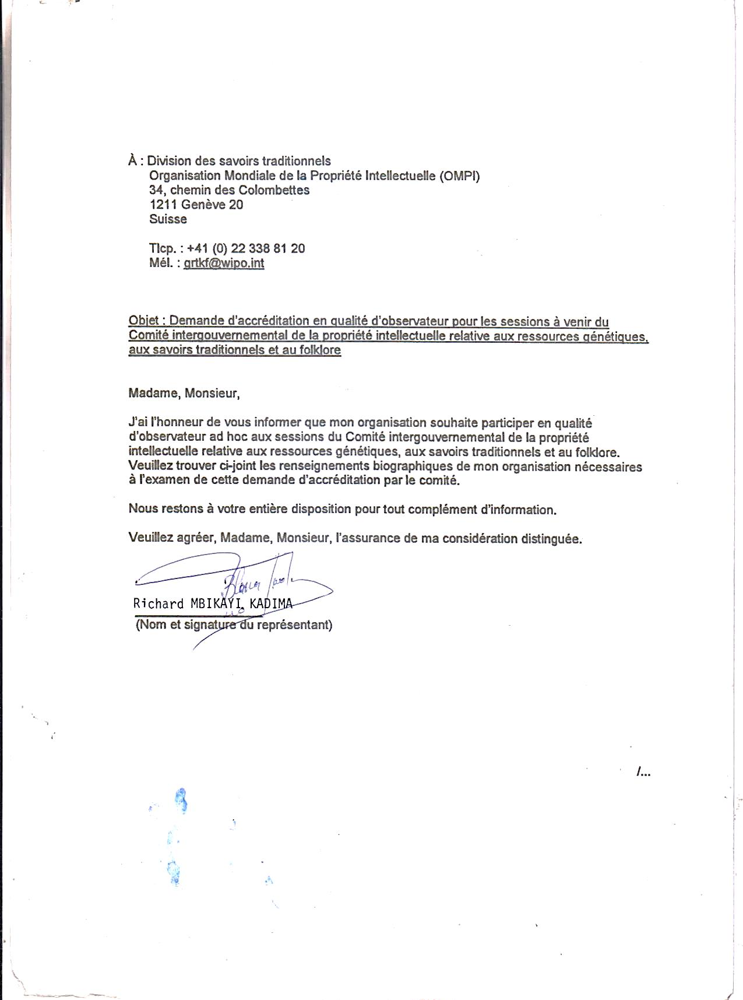 À : Division des savoirs traditionnels
Organisation Mondiale de la Propriété Intellectuelle (OMPI)
34, chemin des Colombettes
1211 Genève 20
Suisse
Tlcp. : +41 (0) 22 338 81 20
Mél. : grtkf@wipo.int
Objet : Demande d'accréditation en qualité d'observateur pour les sessions à venir du
Comité intergouvernemental de la propriété intellectuelle relative aux ressources génétiques,
aux savoirs traditionnels et au folklore
Madame, Monsieur,
J'ai l'honneur de vous informer que mon organisation souhaite participer en qualité
d'observateur ad hoc aux sessions du Comité intergouvernemental de la propriété
intellectuelle relative aux ressources génétiques, aux savoirs traditionnels et au folklore.
Veuillez trouver ci-joint les renseignements biographiques de mon organisation nécessaires
à l'examen de cette demande d'accréditation par le comité.
Nous restons à votre entière disposition pour tout complément d'information.
Veuillez agréer, Madame, Monsieur, l'assurance de ma considération distinguée.
Richard MBIKAYI KADIMA
(Nom et signature du représentant)
/...